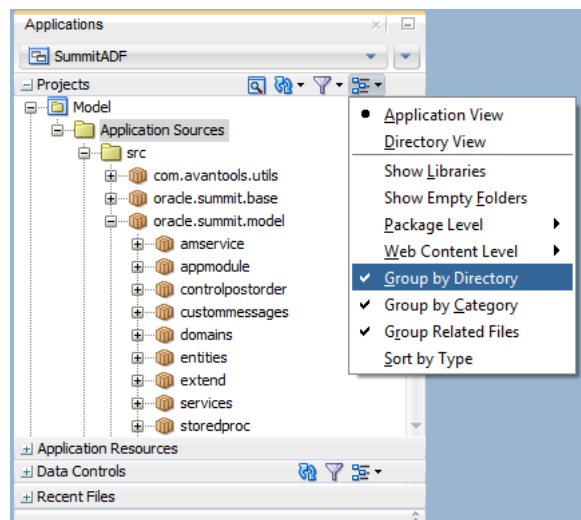 Applications
SummitADF
Projects
Model
Application Sources
src
com.avantools.utils
oracle.summit.base
oracle.summit.model
amservice
appmodule
controlpostorder
custommessages
domains
entities
extend
services
storedproc
Application View
Directory View
Show Libraries
Show Empty Folders
Package Level
Web Content Level
Group by Directory
Group by Category
Group Related Files
Sort by Type
Application Resources
Data Controls
Recent Files